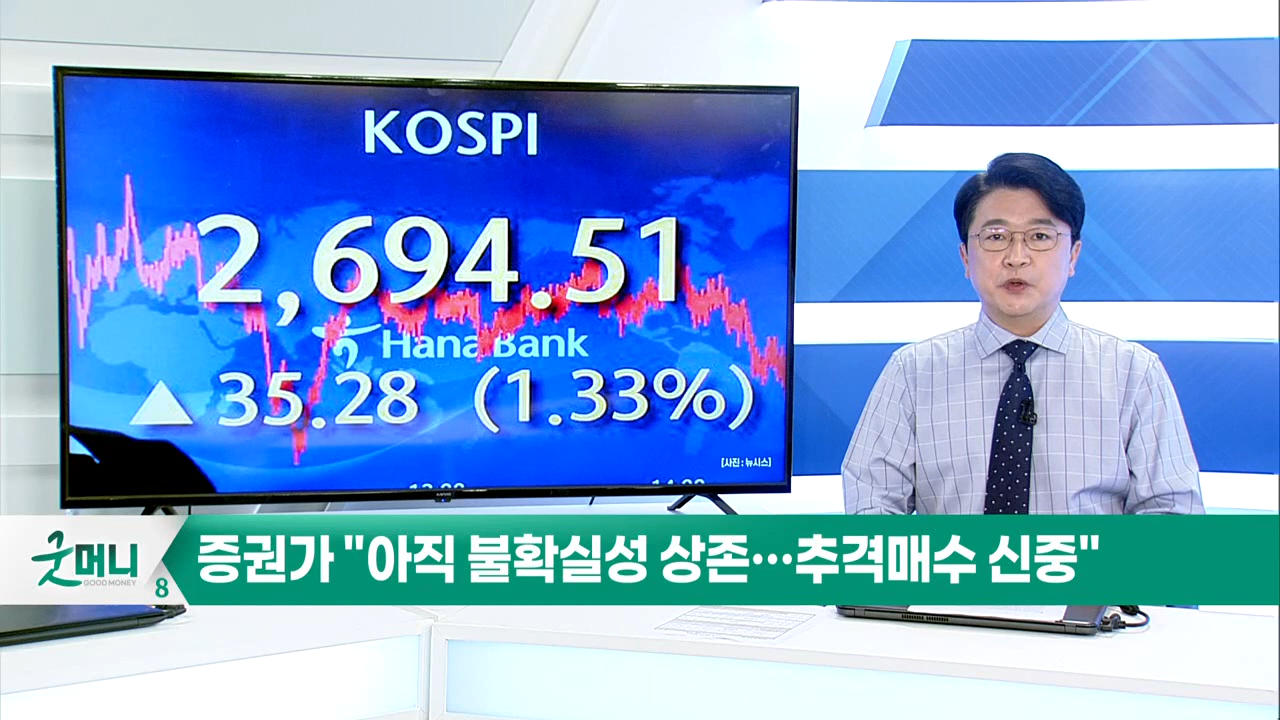 KOSPI
2,694.51
Hana Bank
▲ 35.28 (1.33%)
[사진 : 뉴시스]
굿머니
GOOD MONEY
8
증권가 "아직 불확실성 상존…추격매수 신중"